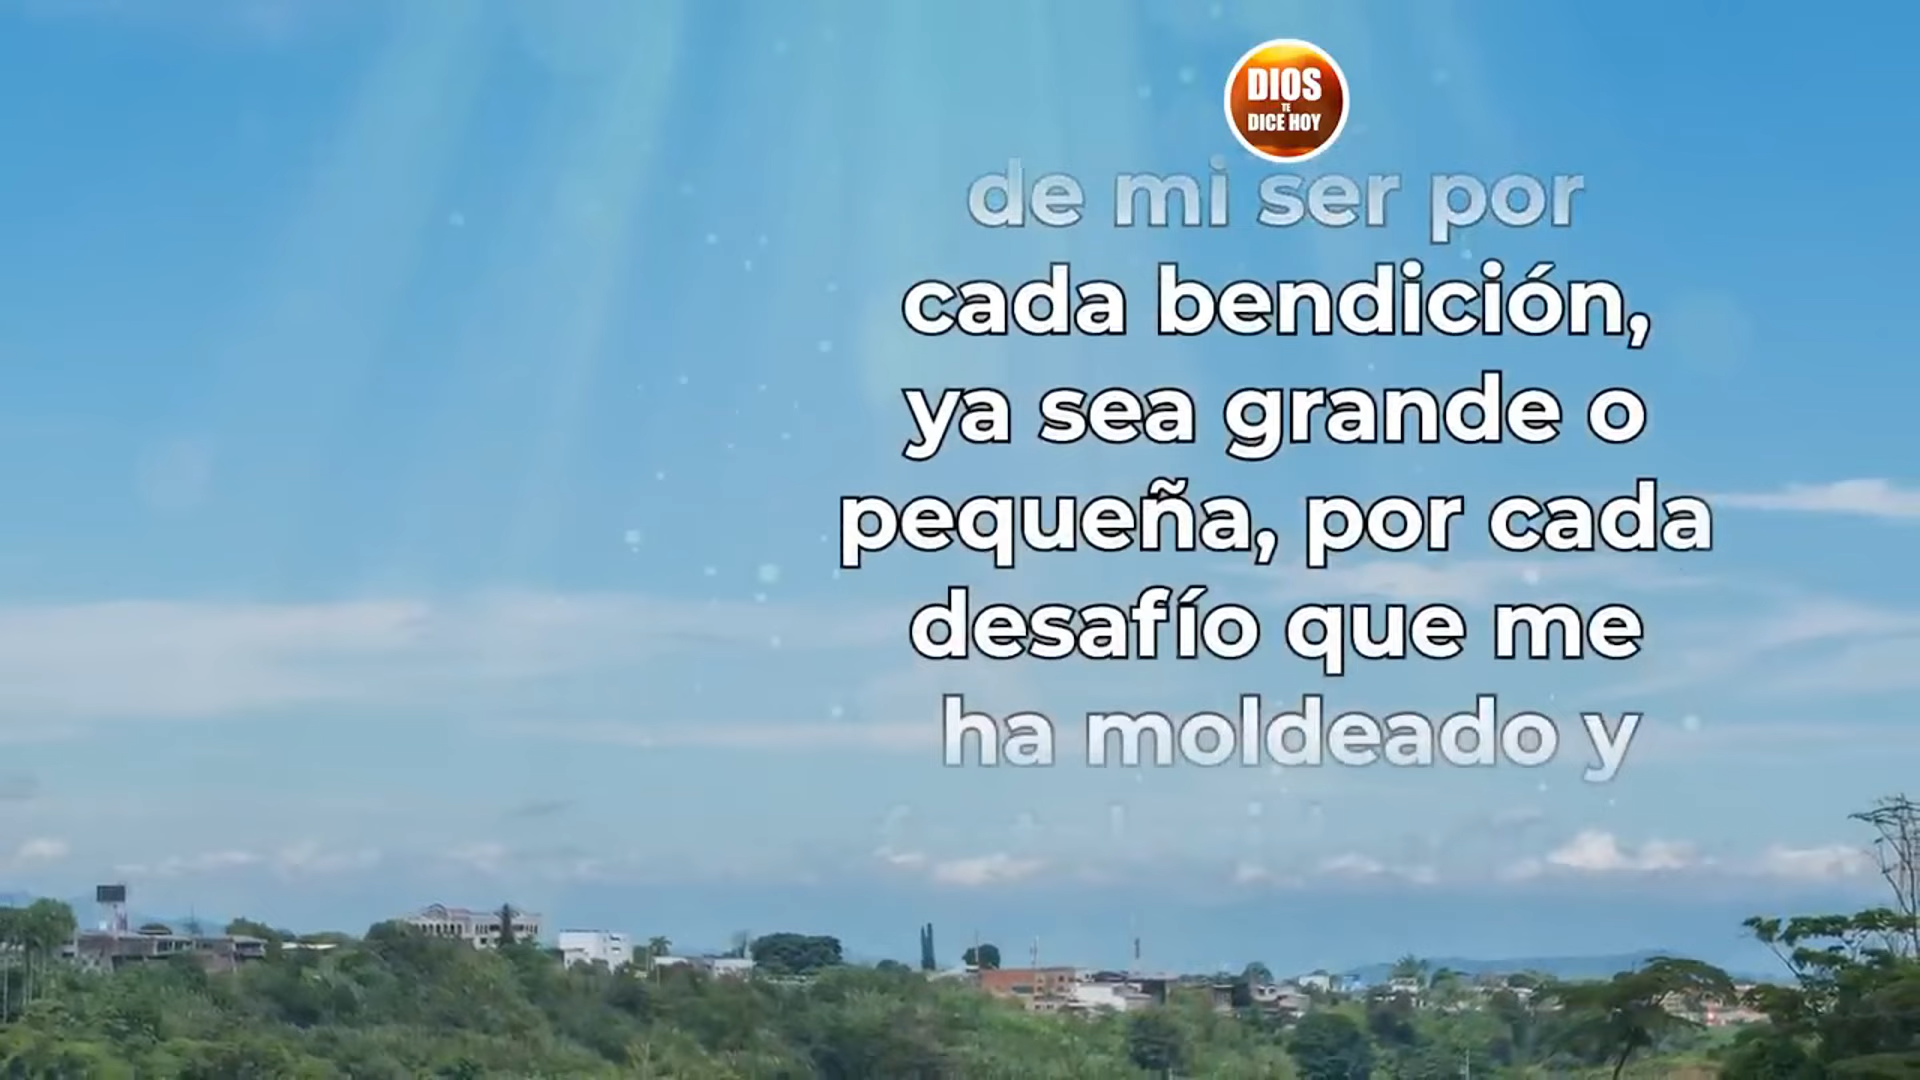 DIOS
TE
DICE HOY
de mi ser por
cada bendición,
ya sea grande o
pequeña, por cada
desafío que me
ha moldeado y